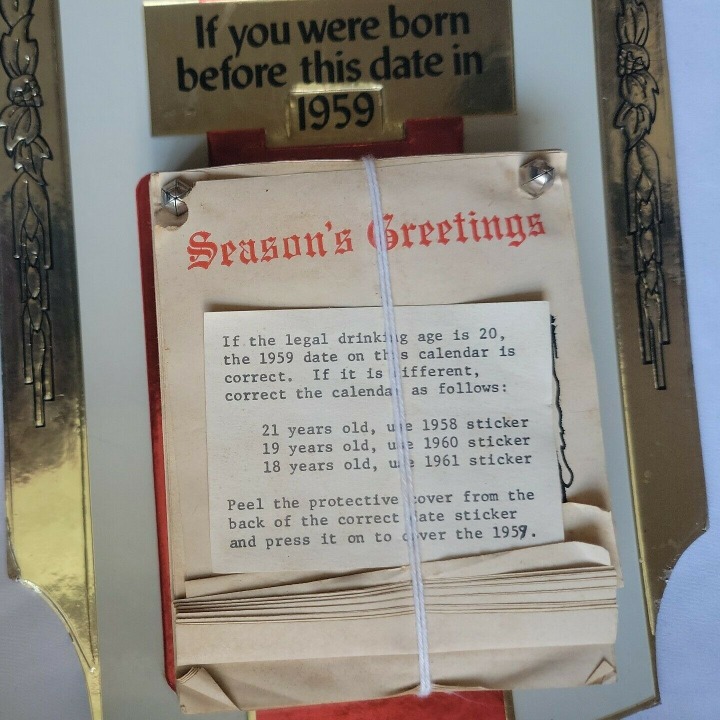 If you were born
before this date in
1959
Season's Greetings
If the legal drinking age is 20,
the 1959 date on this calendar is
correct. If it is different,
correct the calendar as follows:
21 years old, use 1958 sticker
19 years old, use 1960 sticker
18 years old, use 1961 sticker
Peel the protective cover from the
back of the correct date sticker
and press it on to cover the 1959.